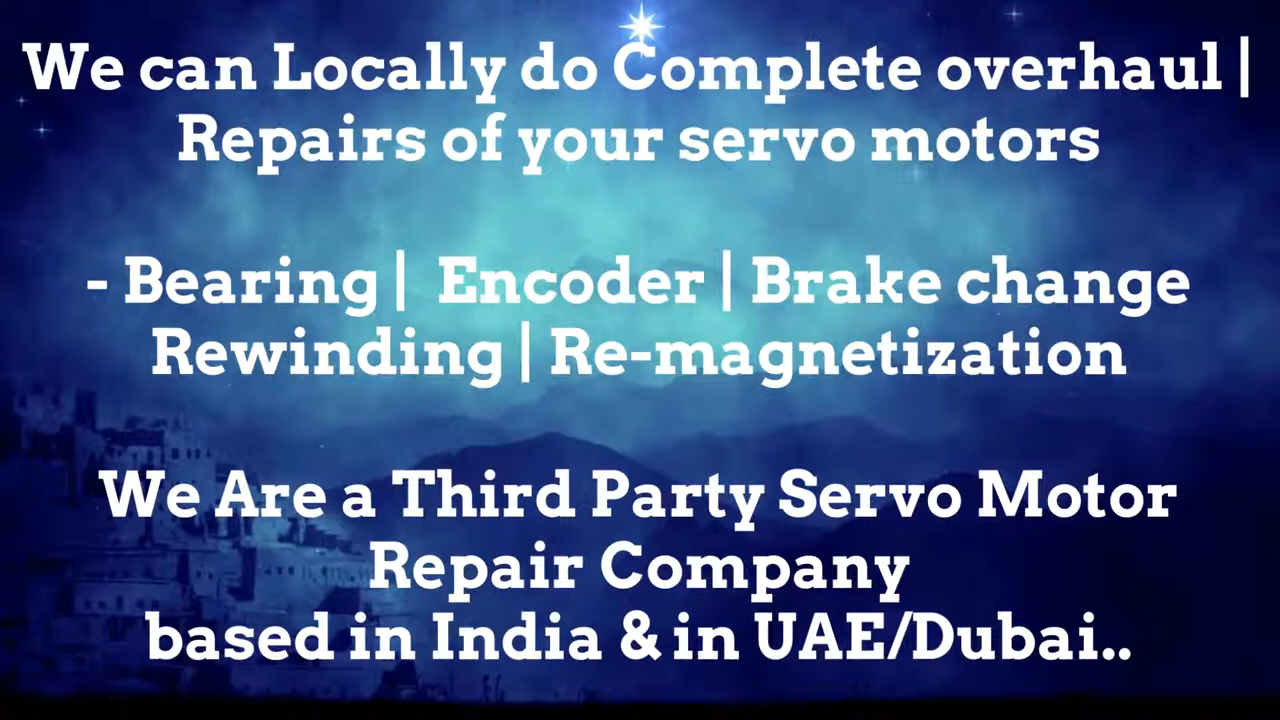 We can Locally do Complete overhaul |
Repairs of your servo motors
- Bearing | Encoder | Brake change
Rewinding | Re-magnetization
We Are a Third Party Servo Motor
Repair Company
based in India & in UAE/Dubai..